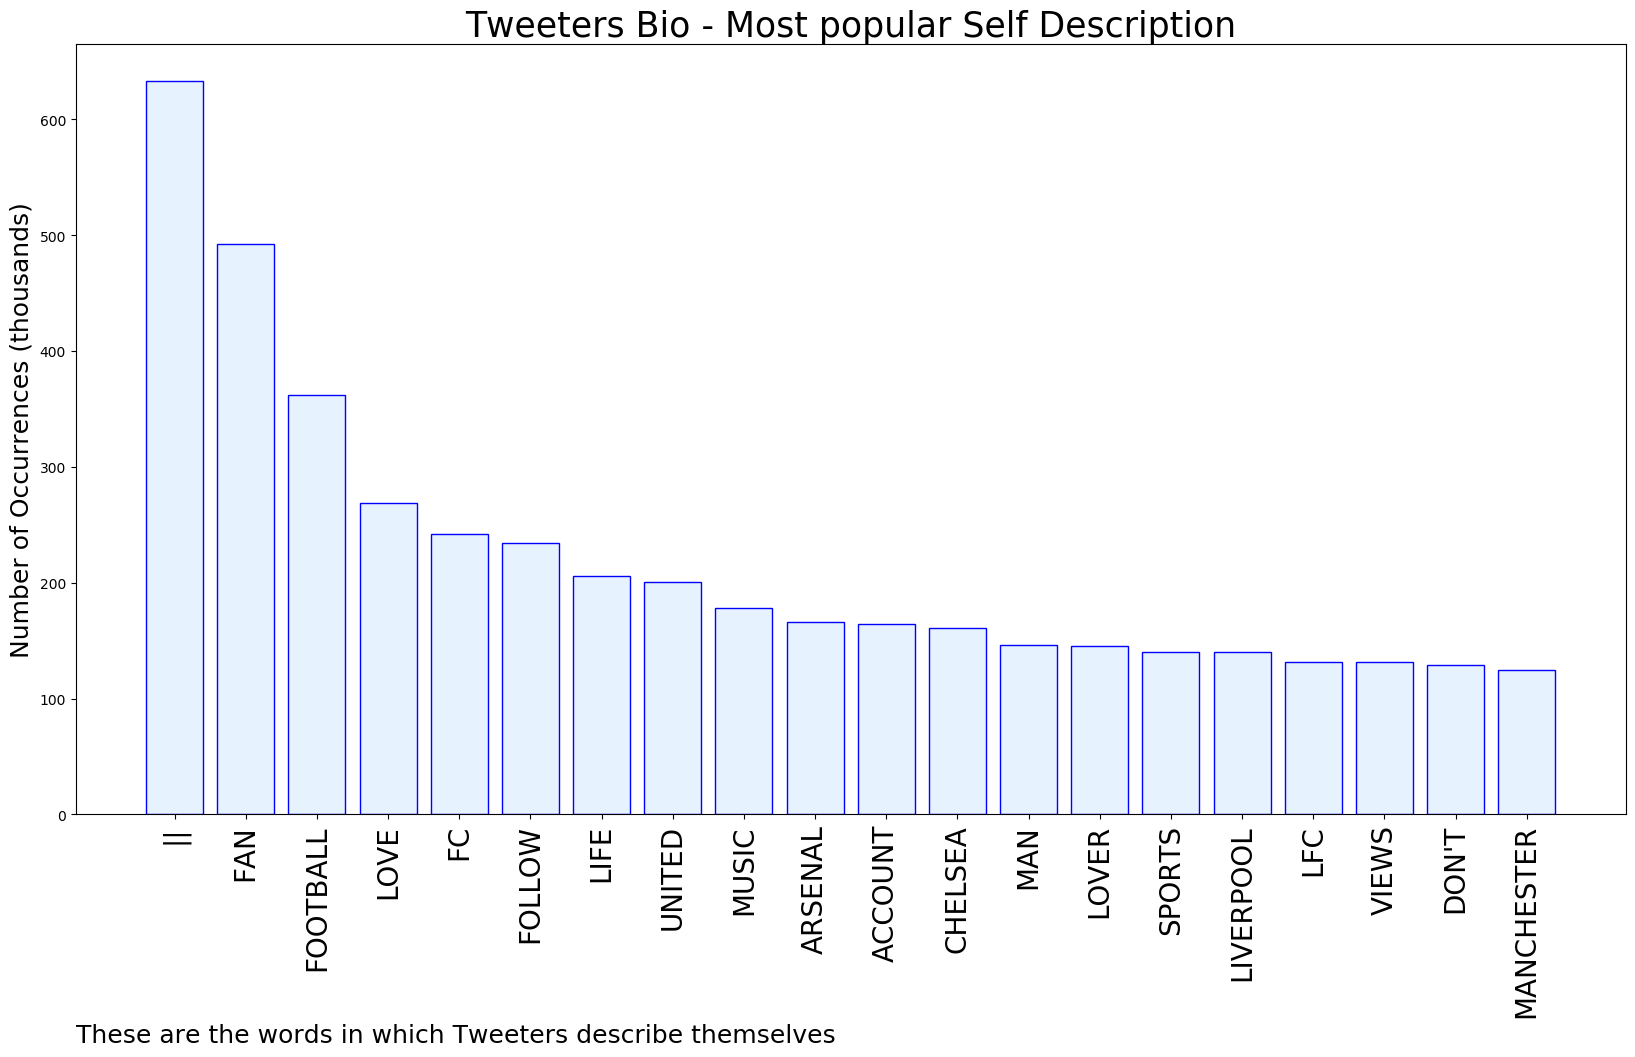 Tweeters Bio - Most popular Self Description
Number of Occurrences (thousands)
600
500
400
300
200
100
0
||
FAN
FOOTBALL
LOVE
FC
FOLLOW
LIFE
UNITED
MUSIC
ARSENAL
ACCOUNT
CHELSEA
MAN
LOVER
SPORTS
LIVERPOOL
LFC
VIEWS
DON'T
MANCHESTER
These are the words in which Tweeters describe themselves